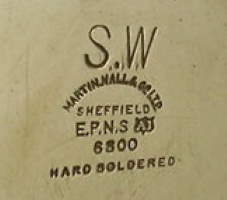 S.W
MARTIN, HALL & CO LTD.
SHEFFIELD
E.P.N.S
6800
HARD SOLDERED